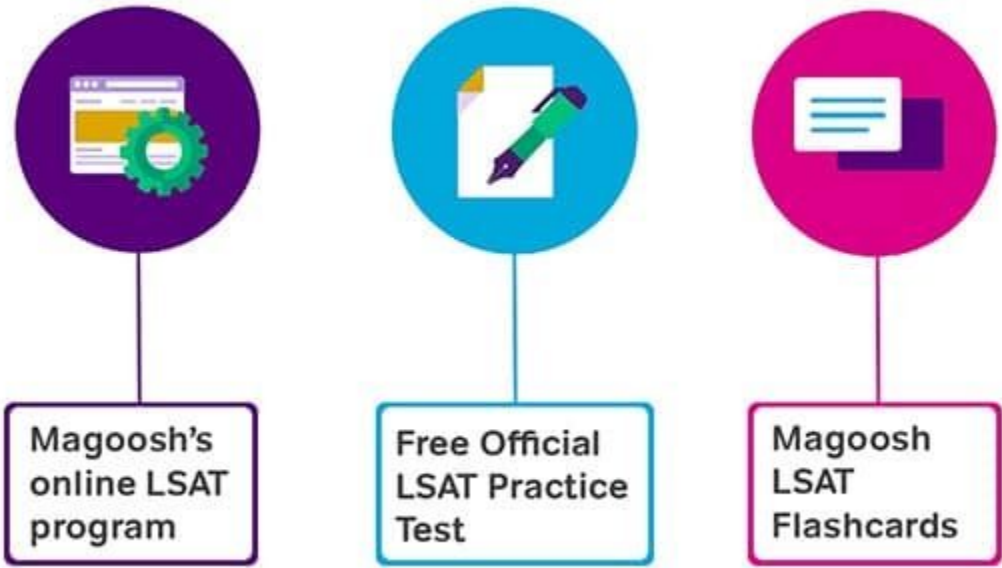 Magoosh's
online LSAT
program
Free Official
LSAT Practice
Test
Magoosh
LSAT
Flashcards